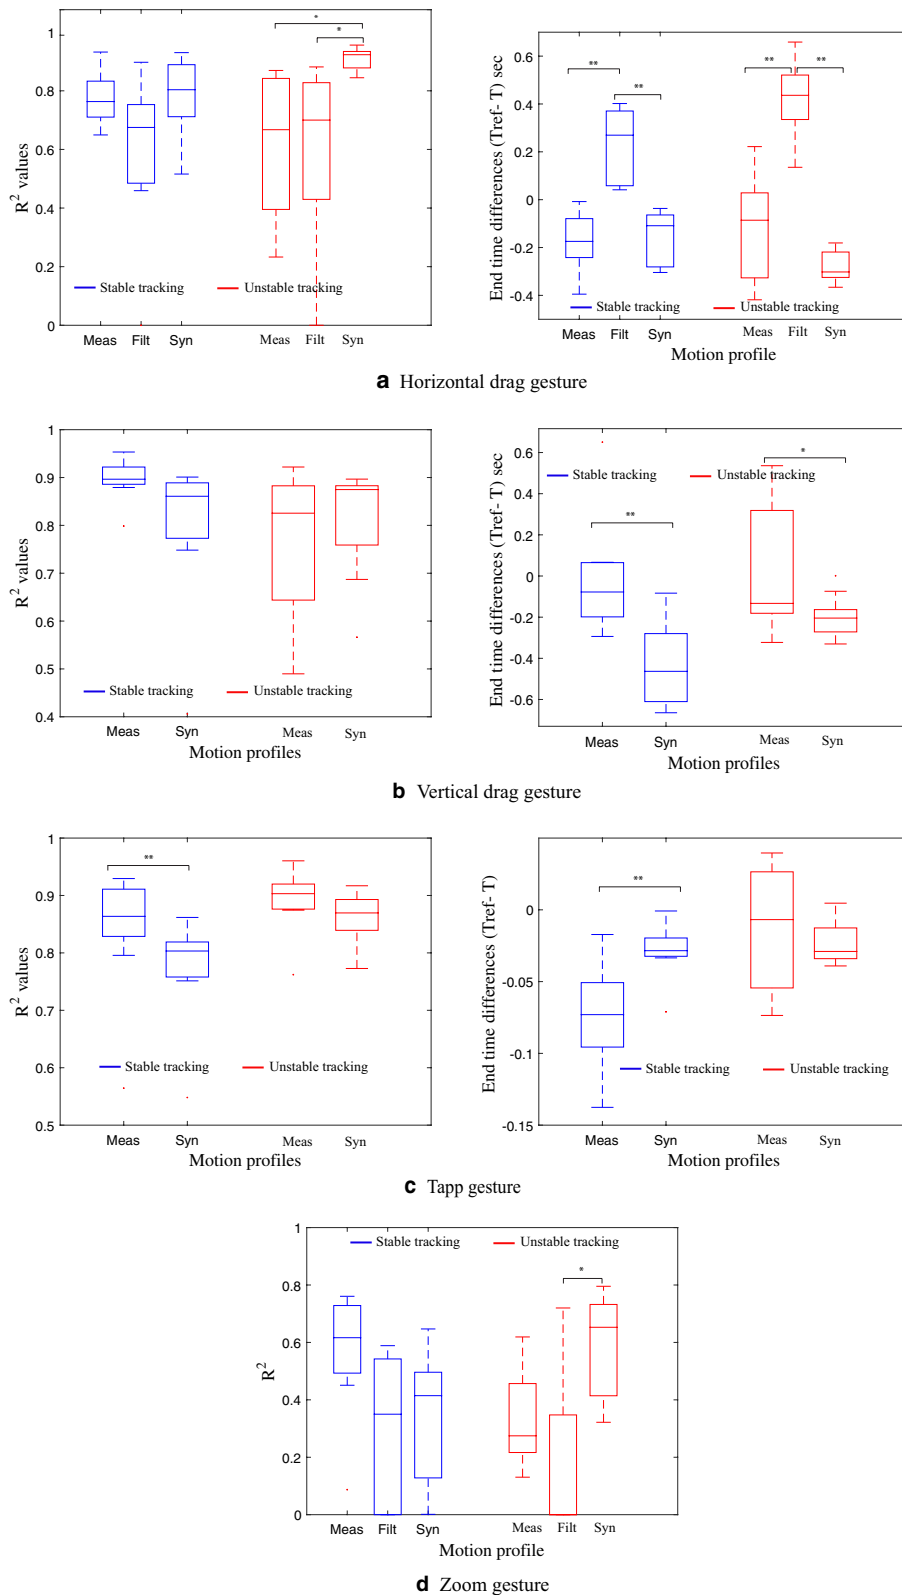 R² values
1
0.8
0.6
0.4
0.2
0
*
*
Stable tracking
Unstable tracking
Meas Filt Syn Meas Filt Syn
End time differences (Tref- T) sec
0.6
0.4
0.2
0
-0.2
-0.4
** ** ** **
Stable tracking
Unstable tracking
Meas Filt Syn Meas Filt Syn
Motion profile
a Horizontal drag gesture
R² values
1
0.9
0.8
0.7
0.6
0.5
0.4
Stable tracking
Unstable tracking
Meas Syn Meas Syn
Motion profiles
End time differences (Tref- T) sec
0.6
0.4
0.2
0
-0.2
-0.4
-0.6
** *
Stable tracking
Unstable tracking
Meas Syn Meas Syn
Motion profiles
b Vertical drag gesture
R² values
1
0.9
0.8
0.7
0.6
0.5
**
Stable tracking
Unstable tracking
Meas Syn Meas Syn
Motion profiles
End time differences (Tref- T)
0
-0.05
-0.1
-0.15
**
Stable tracking
Unstable tracking
Meas Syn Meas Syn
Motion profiles
c Tapp gesture
R²
1
0.8
0.6
0.4
0.2
0
Stable tracking
Unstable tracking
*
Meas Filt Syn Meas Filt Syn
Motion profile
d Zoom gesture